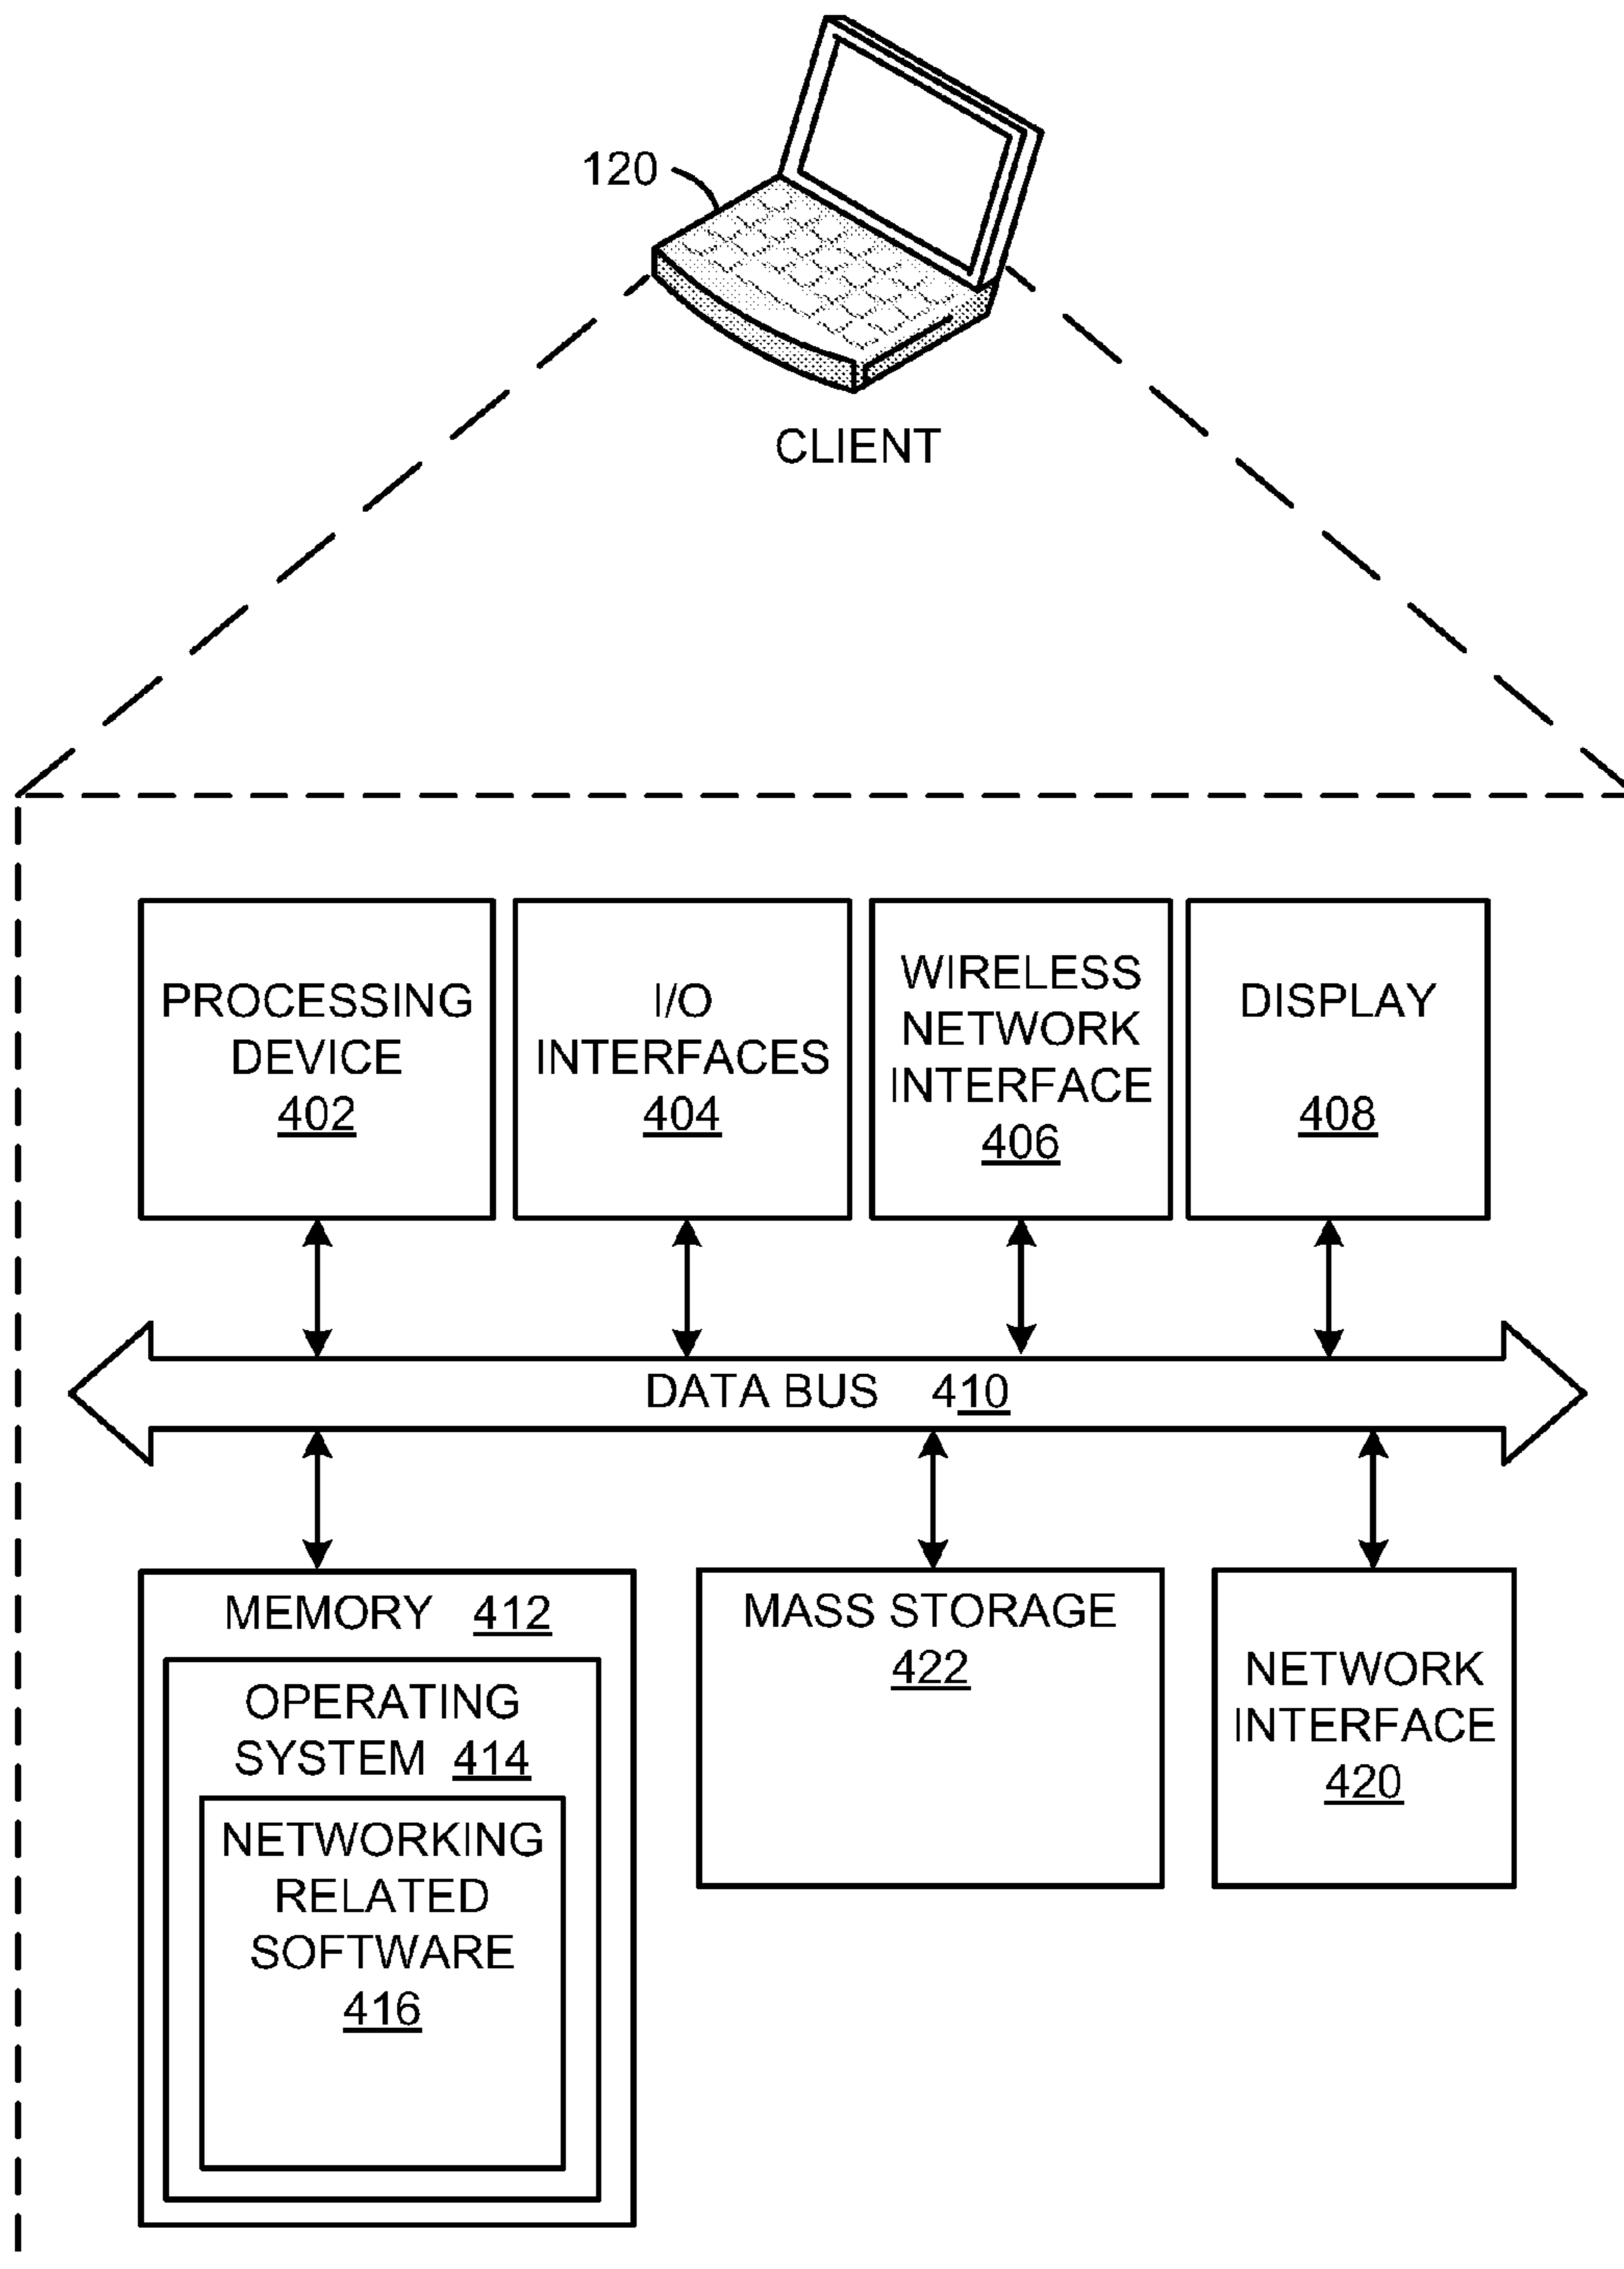 120
CLIENT
PROCESSING
DEVICE
402
I/O
INTERFACES
404
WIRELESS
NETWORK
INTERFACE
406
DISPLAY
408
DATA BUS 410
MEMORY 412
OPERATING
SYSTEM 414
NETWORKING
RELATED
SOFTWARE
416
MASS STORAGE
422
NETWORK
INTERFACE
420